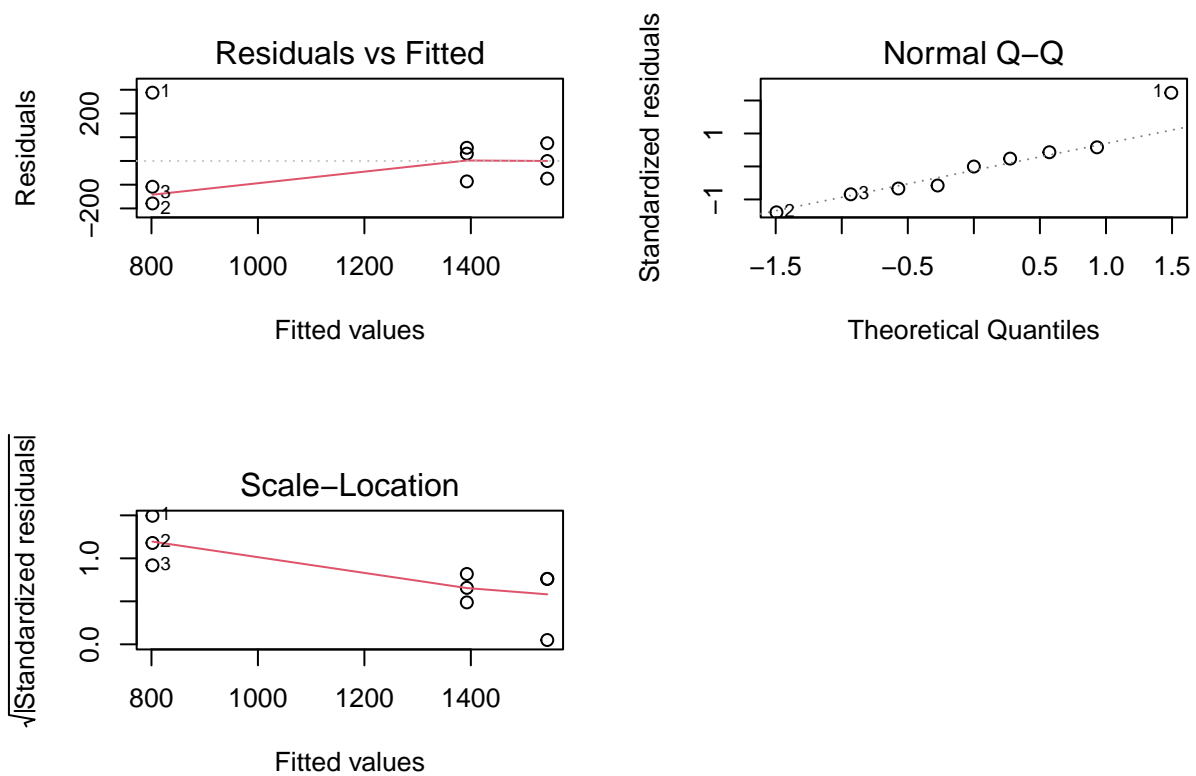 Residuals vs Fitted
Residuals
200
−200
1
3
2
800 1000 1200 1400
Fitted values
Normal Q−Q
Standardized residuals
1
−1
1
2
3
−1.5 −0.5 0.5 1.0 1.5
Theoretical Quantiles
Scale−Location
√|Standardized residuals|
1.0
0.0
1
2
3
800 1000 1200 1400
Fitted values